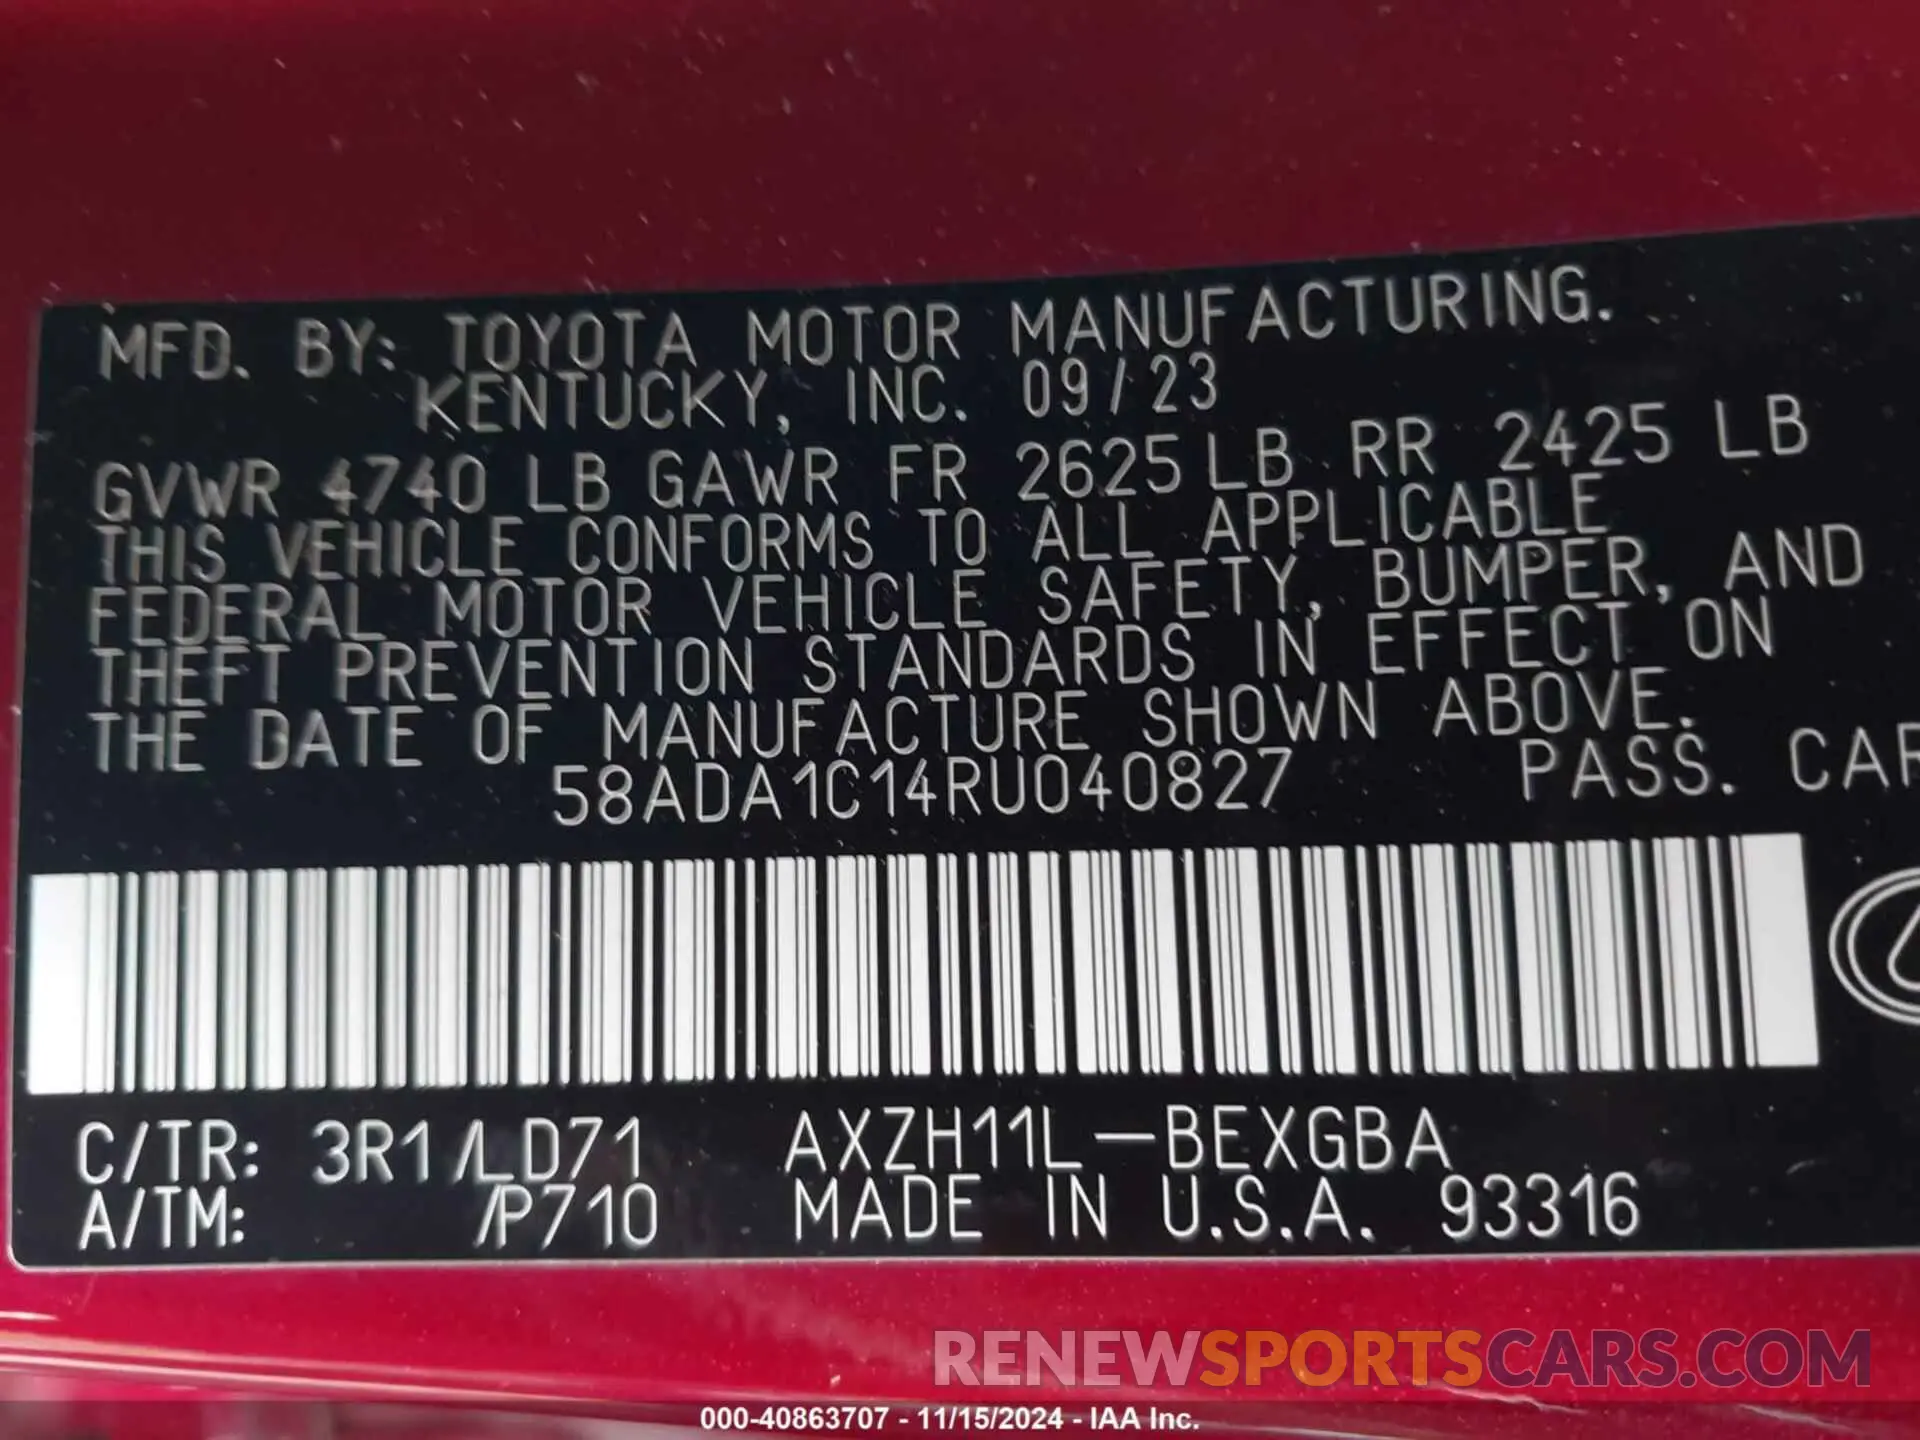 MFD. BY: TOYOTA MOTOR MANUFACTURING.
KENTUCKY, INC. 09/23
GVWR 4740 LB GAWR FR 2625 LB RR 2425 LB
THIS VEHICLE CONFORMS TO ALL APPLICABLE
FEDERAL MOTOR VEHICLE SAFETY, BUMPER, AND
THEFT PREVENTION STANDARDS IN EFFECT ON
THE DATE OF MANUFACTURE SHOWN ABOVE.
58ADA1C14RU040827 PASS. CAR
C/TR: 3R1/LD71 AXZH11L-BEXGBA
A/TM: /P710 MADE IN U.S.A. 93316
RENEWSPORTSCARS.COM
000-40863707 - 11/15/2024 - IAA Inc.